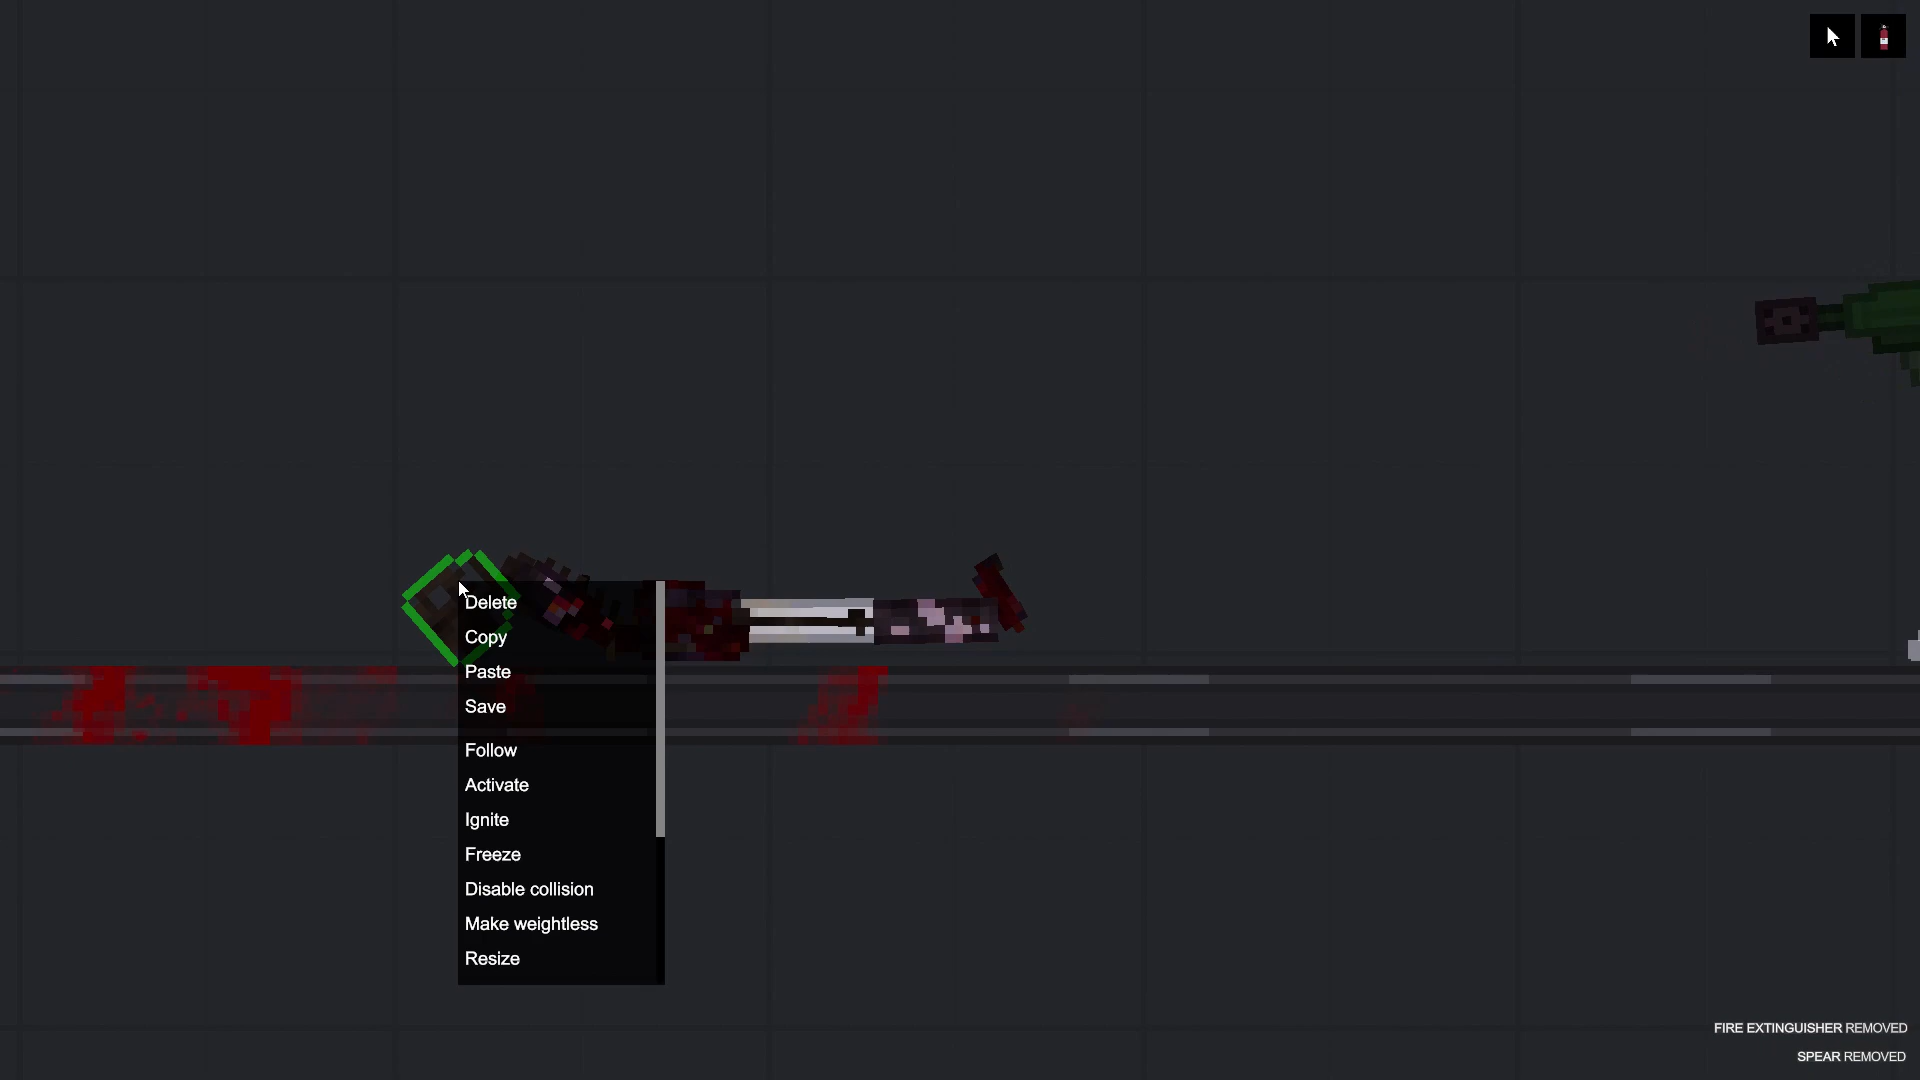 Delete
Copy
Paste
Save
Follow
Activate
Ignite
Freeze
Disable collision
Make weightless
Resize
FIRE EXTINGUISHER REMOVED
SPEAR REMOVED